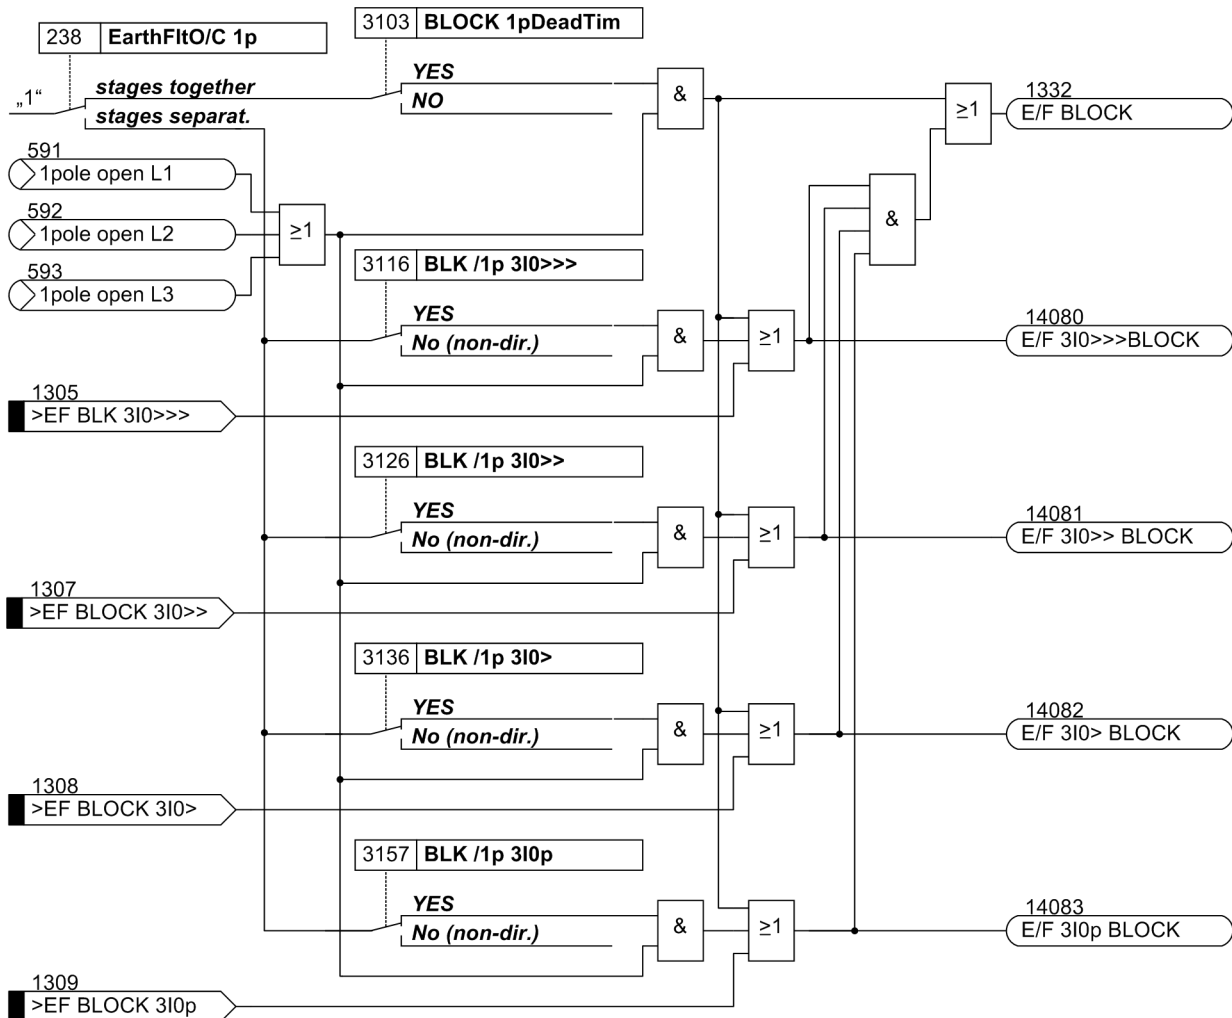 238 EarthFltO/C 1p
3103 BLOCK 1pDeadTim
„1“
stages together
stages separat.
YES
NO
&
≥1
1332
E/F BLOCK
591
1pole open L1
592
1pole open L2
593
1pole open L3
≥1
&
3116 BLK /1p 3I0>>>
YES
No (non-dir.)
&
≥1
14080
E/F 3I0>>>BLOCK
1305
>EF BLK 3I0>>>
3126 BLK /1p 3I0>>
YES
No (non-dir.)
&
≥1
14081
E/F 3I0>> BLOCK
1307
>EF BLOCK 3I0>>
3136 BLK /1p 3I0>
YES
No (non-dir.)
&
≥1
14082
E/F 3I0> BLOCK
1308
>EF BLOCK 3I0>
3157 BLK /1p 3I0p
YES
No (non-dir.)
&
≥1
14083
E/F 3I0p BLOCK
1309
>EF BLOCK 3I0p